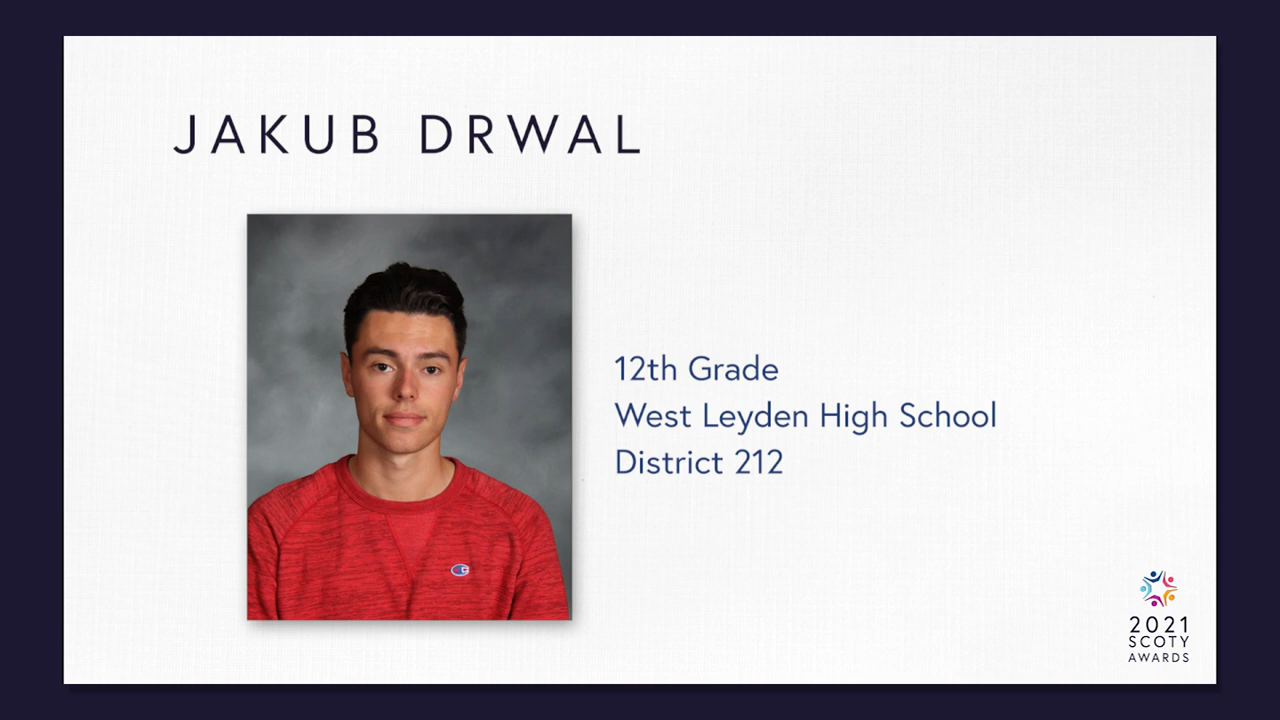 JAKUB DRWAL
12th Grade
West Leyden High School
District 212
2021
SCOTY
AWARDS